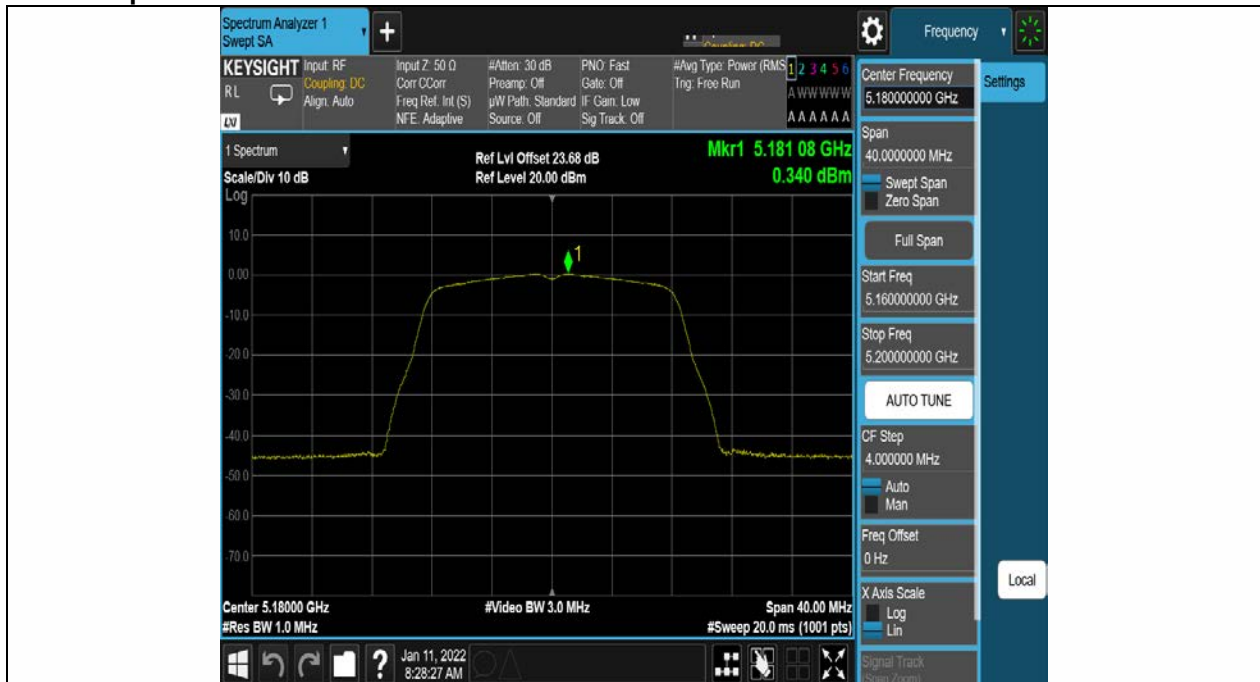 Spectrum Analyzer 1
Swept SA
+
Coupling: DC
Frequency
KEYSIGHT
RL
LXI
Input: RF
Coupling: DC
Align: Auto
Input Z: 50 Ω
Corr CCorr
Freq Ref: Int (S)
NFE: Adaptive
#Atten: 30 dB
Preamp: Off
µW Path: Standard
Source: Off
PNO: Fast
Gate: Off
IF Gain: Low
Sig Track: Off
#Avg Type: Power (RMS
Trig: Free Run
1 2 3 4 5 6
A W W W W W
A A A A A A
Center Frequency
5.180000000 GHz
Settings
Span
40.0000000 MHz
Swept Span
Zero Span
Full Span
Start Freq
5.160000000 GHz
Stop Freq
5.200000000 GHz
AUTO TUNE
CF Step
4.000000 MHz
Auto
Man
Freq Offset
0 Hz
X Axis Scale
Log
Lin
Signal Track
(Span Zoom)
Local
1 Spectrum
Scale/Div 10 dB
Log
Ref Lvl Offset 23.68 dB
Ref Level 20.00 dBm
Mkr1 5.181 08 GHz
0.340 dBm
10.0
0.00
-10.0
-20.0
-30.0
-40.0
-50.0
-60.0
-70.0
1
Center 5.18000 GHz
#Res BW 1.0 MHz
#Video BW 3.0 MHz
Span 40.00 MHz
#Sweep 20.0 ms (1001 pts)
?
Jan 11, 2022
8:28:27 AM